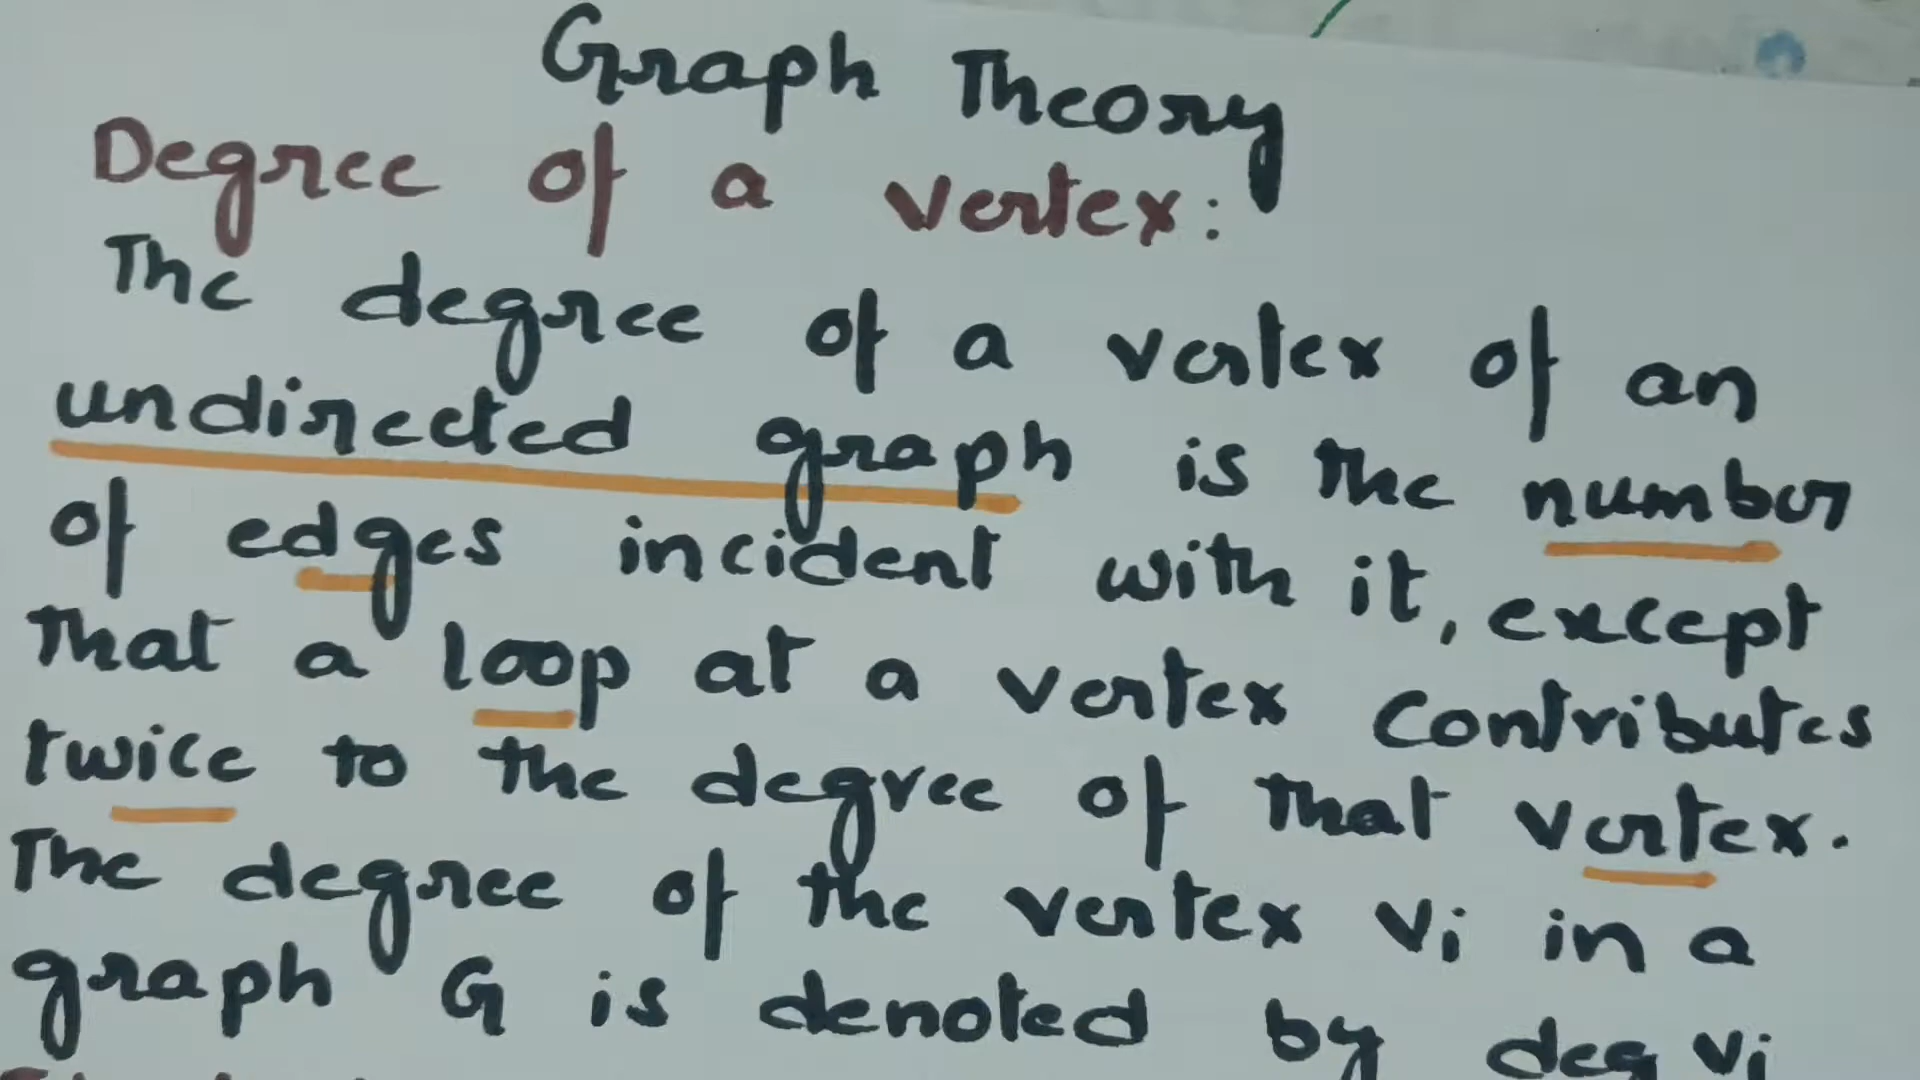 Graph Theory
Degree of a vertex:
The degree of a vertex of an
undirected graph is the number
of edges incident with it, except
that a loop at a vertex contributes
twice to the degree of that vertex.
The degree of the vertex Vi in a
graph G is denoted by deg Vi